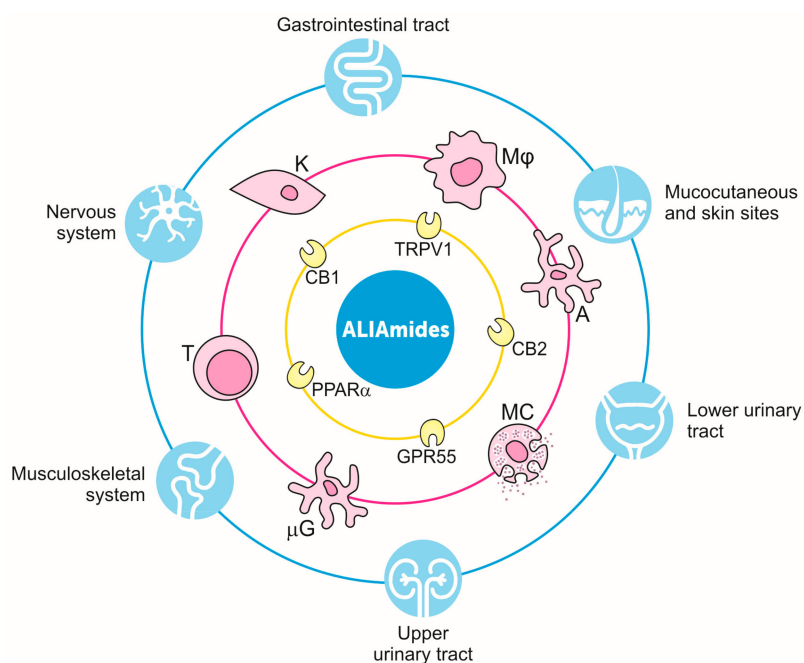 Gastrointestinal tract
K
Mφ
Nervous
system
Mucocutaneous
and skin sites
TRPV1
CB1
A
ALIAmides
T
CB2
PPARα
MC
Lower urinary
tract
GPR55
Musculoskeletal
system
μG
Upper
urinary tract